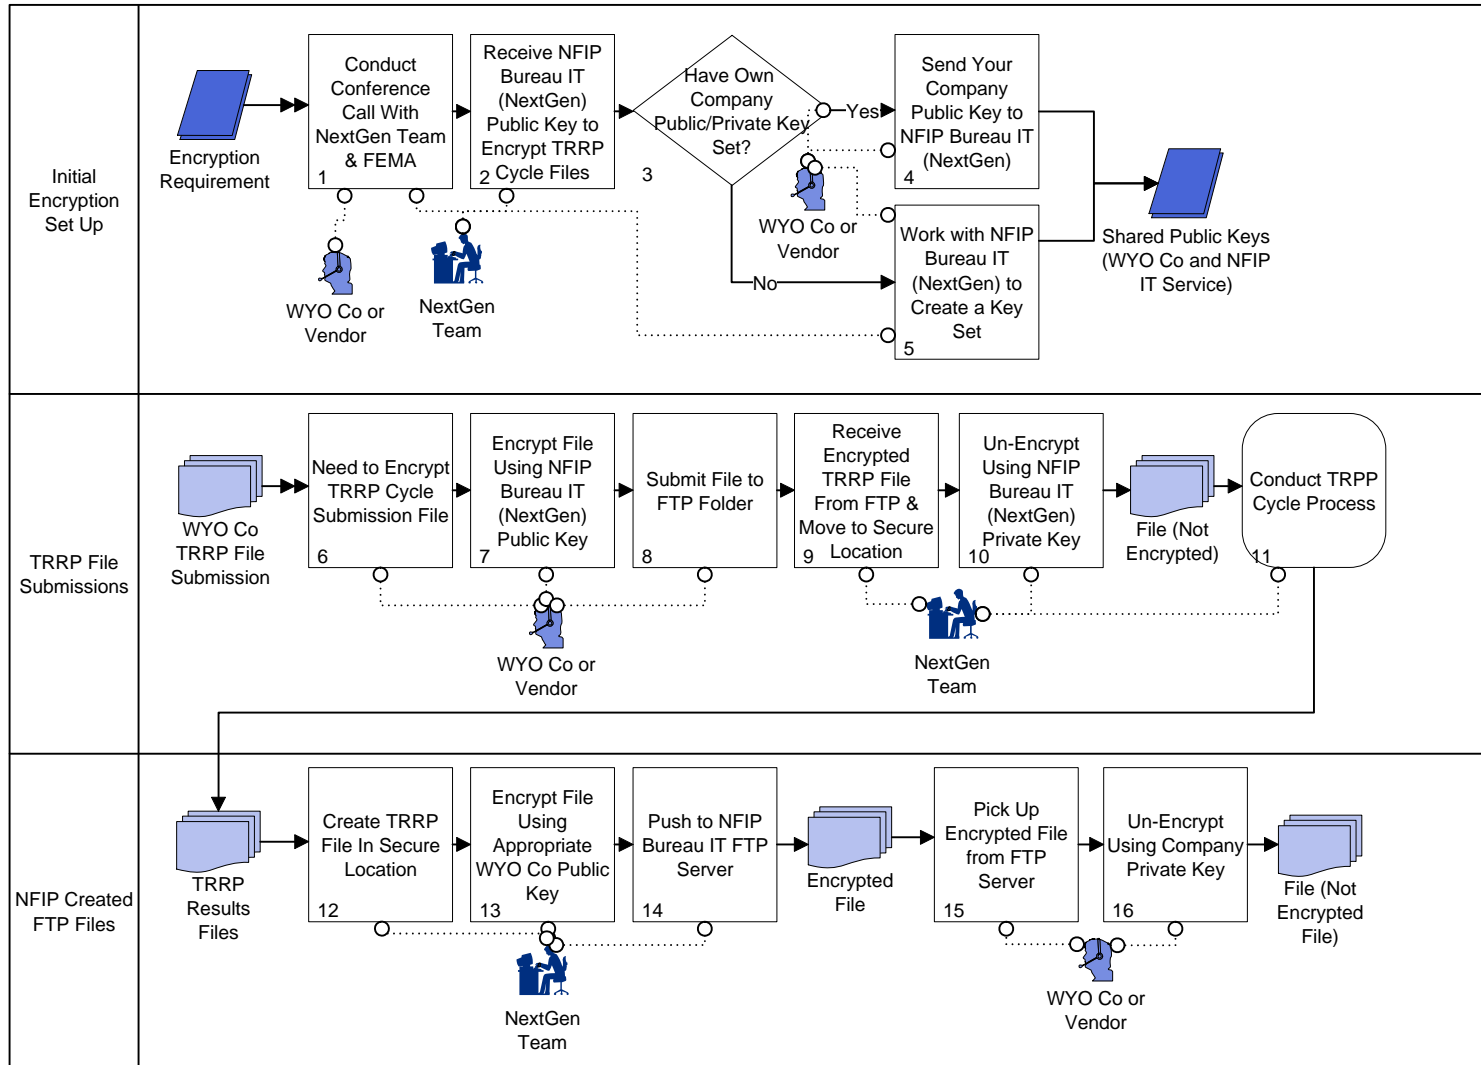 Initial
Encryption
Set Up
Encryption
Requirement
Conduct
Conference
Call With
NextGen Team
& FEMA
1
Receive NFIP
Bureau IT
(NextGen)
Public Key to
Encrypt TRRP
Cycle Files
2
Have Own
Company
Public/Private Key
Set?
3
Yes
No
Send Your
Company
Public Key to
NFIP Bureau IT
(NextGen)
4
Work with NFIP
Bureau IT
(NextGen) to
Create a Key
Set
5
WYO Co or
Vendor
NextGen
Team
WYO Co or
Vendor
Shared Public Keys
(WYO Co and NFIP
IT Service)
TRRP File
Submissions
WYO Co
TRRP File
Submission
Need to Encrypt
TRRP Cycle
Submission File
6
Encrypt File
Using NFIP
Bureau IT
(NextGen)
Public Key
7
Submit File to
FTP Folder
8
Receive
Encrypted
TRRP File
From FTP &
Move to Secure
Location
9
Un-Encrypt
Using NFIP
Bureau IT
(NextGen)
Private Key
10
File (Not
Encrypted)
Conduct TRPP
Cycle Process
11
WYO Co or
Vendor
NextGen
Team
NFIP Created
FTP Files
TRRP
Results
Files
Create TRRP
File In Secure
Location
12
Encrypt File
Using
Appropriate
WYO Co Public
Key
13
Push to NFIP
Bureau IT FTP
Server
14
Encrypted
File
Pick Up
Encrypted File
from FTP
Server
15
Un-Encrypt
Using Company
Private Key
16
File (Not
Encrypted
File)
NextGen
Team
WYO Co or
Vendor